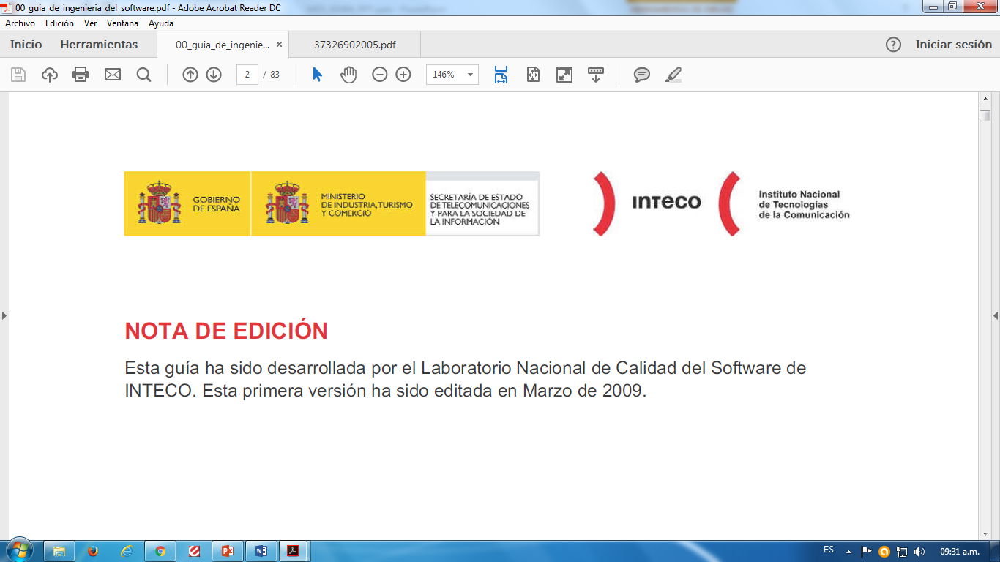 00_guia_de_ingenieria_del_software.pdf - Adobe Acrobat Reader DC
Archivo Edición Ver Ventana Ayuda
Inicio Herramientas 00_guia_de_ingenie... × 37326902005.pdf ? Iniciar sesión
2 / 83 146%
GOBIERNO
DE ESPAÑA
MINISTERIO
DE INDUSTRIA, TURISMO
Y COMERCIO
SECRETARÍA DE ESTADO
DE TELECOMUNICACIONES
Y PARA LA SOCIEDAD DE
LA INFORMACIÓN
INTECO
Instituto Nacional
de Tecnologías
de la Comunicación
NOTA DE EDICIÓN
Esta guía ha sido desarrollada por el Laboratorio Nacional de Calidad del Software de
INTECO. Esta primera versión ha sido editada en Marzo de 2009.
ES 09:31 a.m.